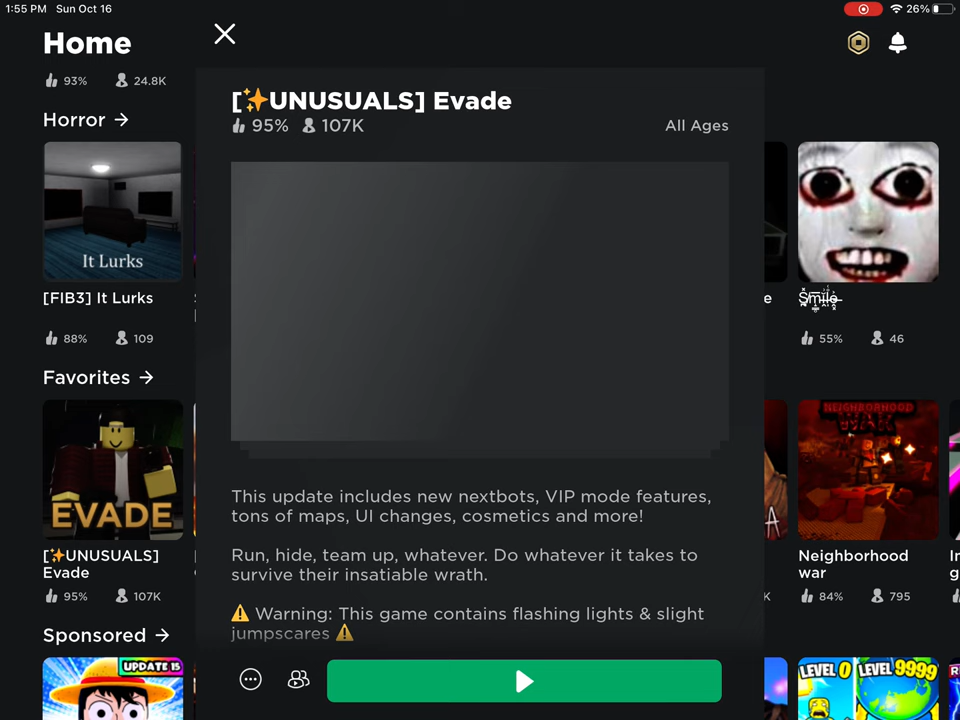 1:55 PM Sun Oct 16
26%
Home
93% 24.8K
[✨UNUSUALS] Evade
95% 107K
All Ages
Horror →
It Lurks
[FIB3] It Lurks
88% 109
55% 46
Favorites →
EVADE
[✨UNUSUALS]
Evade
95% 107K
NEIGHBORHOOD
WAR
Neighborhood
war
84% 795
This update includes new nextbots, VIP mode features,
tons of maps, UI changes, cosmetics and more!
Run, hide, team up, whatever. Do whatever it takes to
survive their insatiable wrath.
⚠️ Warning: This game contains flashing lights & slight
jumpscares ⚠️
Sponsored →
UPDATE 15
LEVEL 0 LEVEL 9999